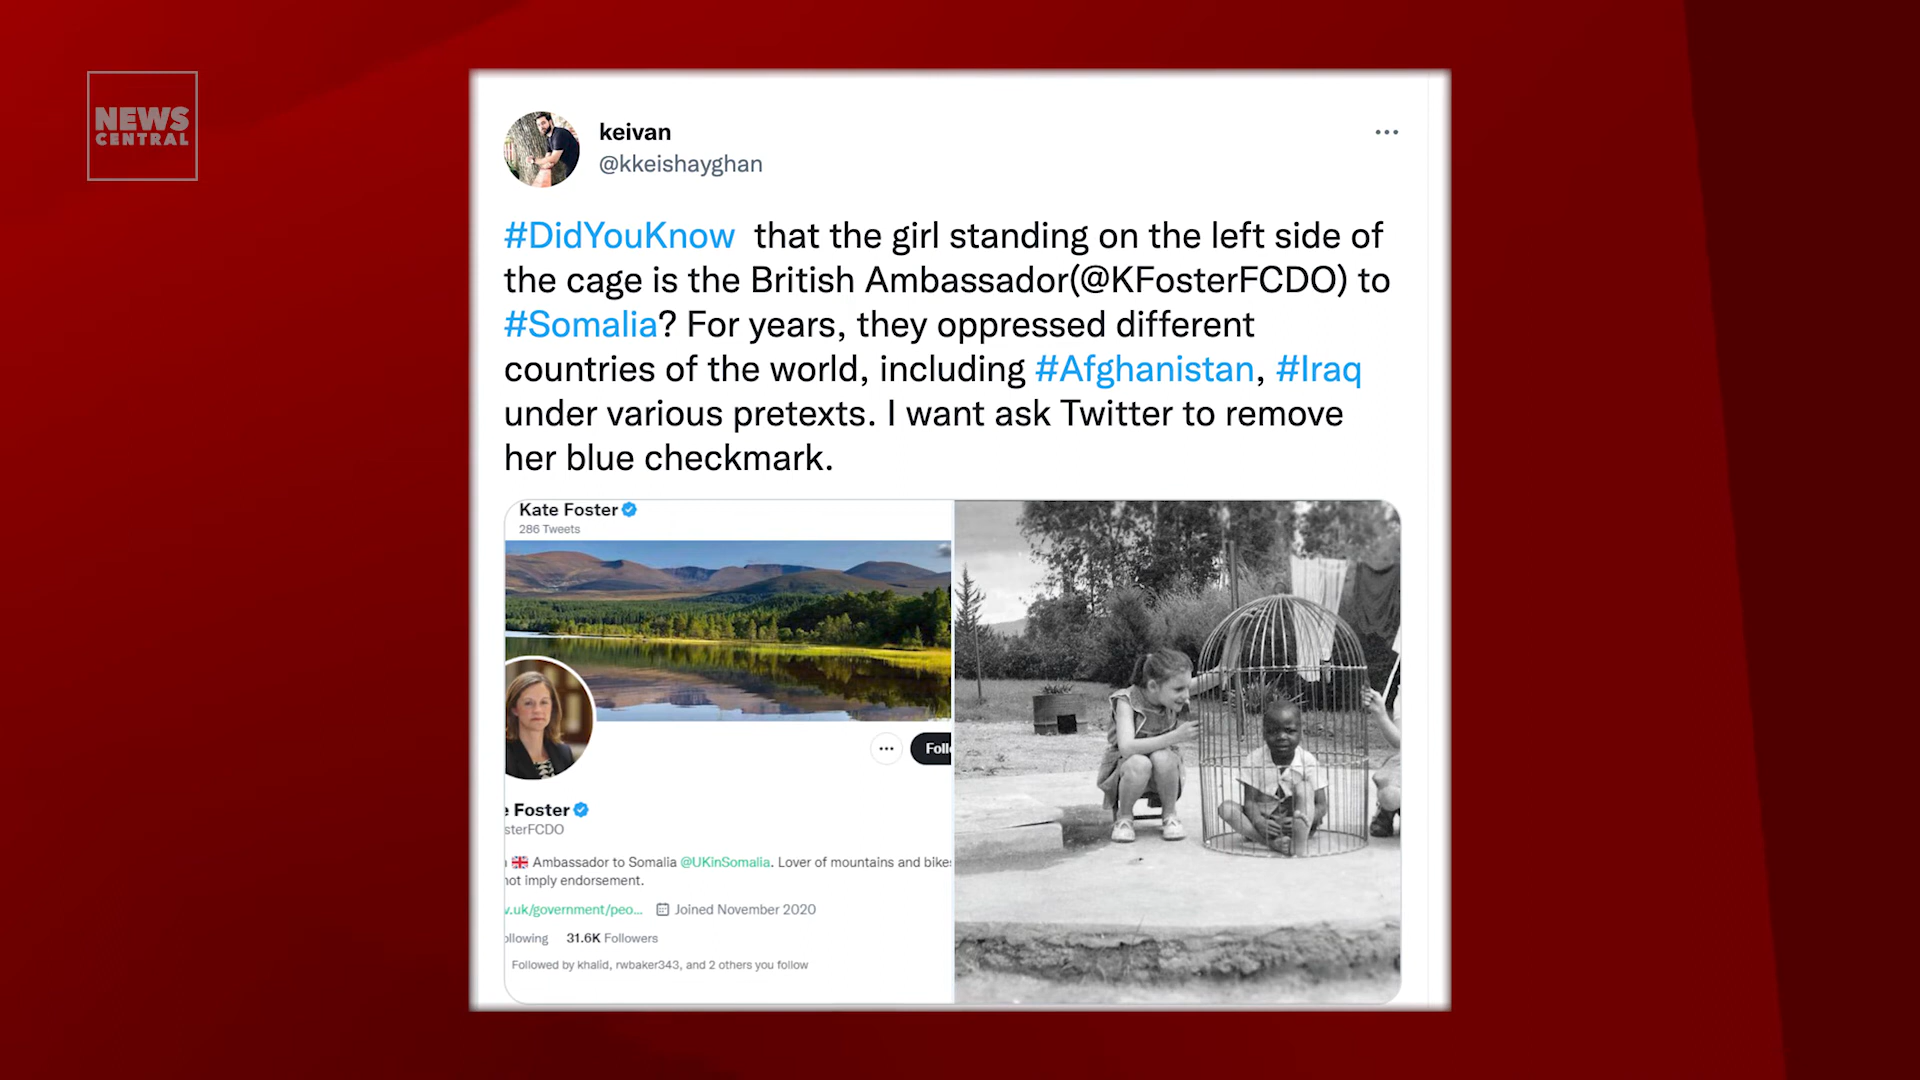 NEWS
CENTRAL
keivan
@kkeishayghan
#DidYouKnow that the girl standing on the left side of
the cage is the British Ambassador(@KFosterFCDO) to
#Somalia? For years, they oppressed different
countries of the world, including #Afghanistan, #Iraq
under various pretexts. I want ask Twitter to remove
her blue checkmark.
Kate Foster
286 Tweets
Foll
e Foster
sterFCDO
Ambassador to Somalia @UKinSomalia. Lover of mountains and bike
not imply endorsement.
v.uk/government/peo... Joined November 2020
ollowing 31.6K Followers
Followed by khalid, rwbaker343, and 2 others you follow